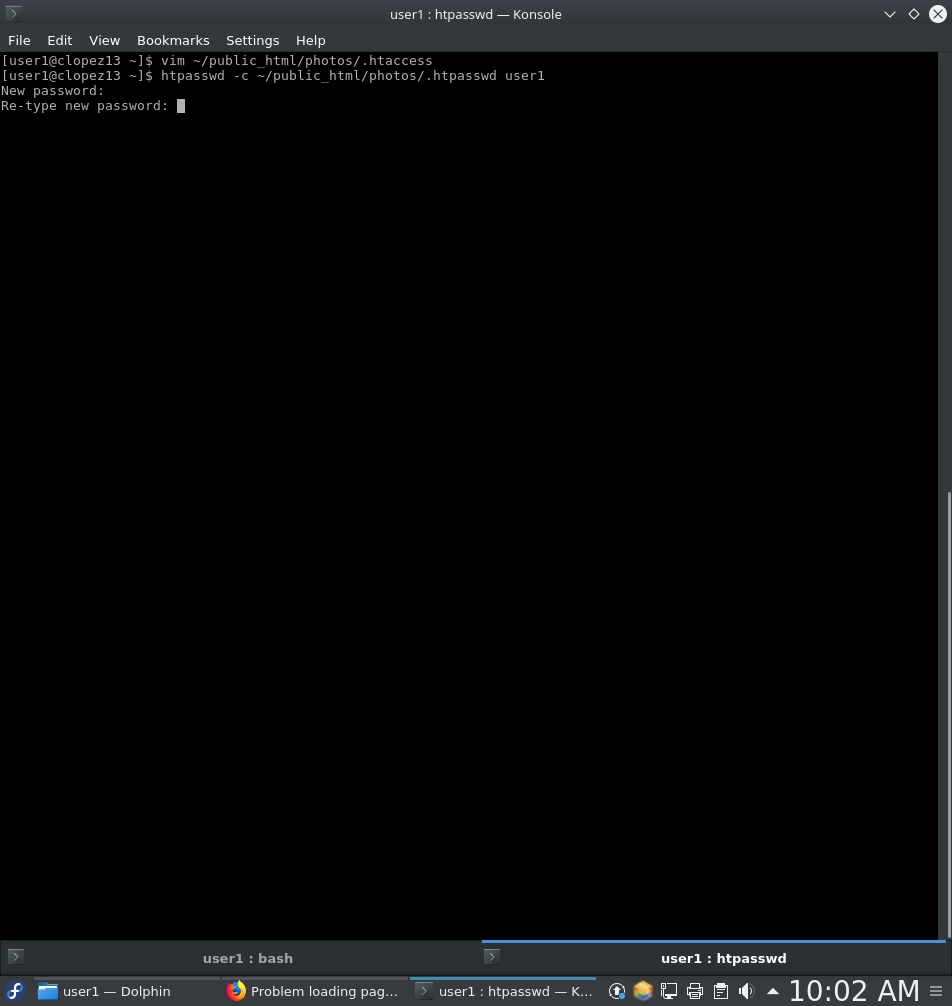 user1 : htpasswd — Konsole
File Edit View Bookmarks Settings Help
[user1@clopez13 ~]$ vim ~/public_html/photos/.htaccess
[user1@clopez13 ~]$ htpasswd -c ~/public_html/photos/.htpasswd user1
New password:
Re-type new password:
user1 : bash user1 : htpasswd
user1 — Dolphin Problem loading pag... user1 : htpasswd — K... 10:02 AM